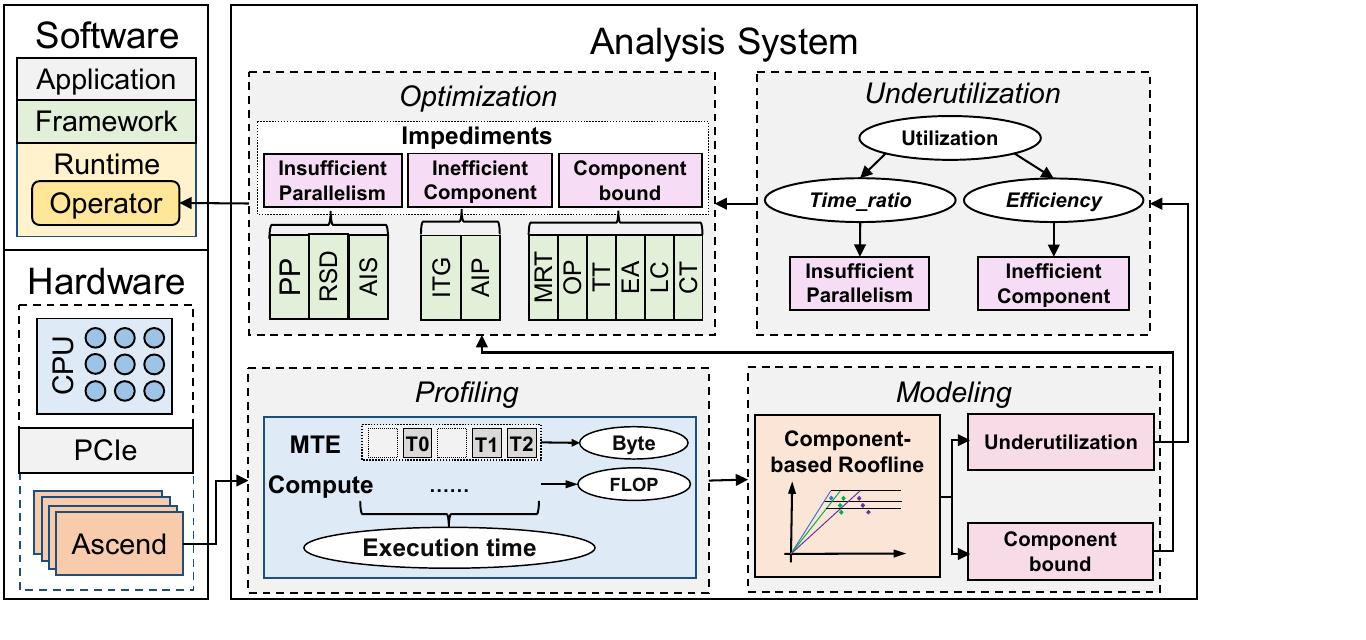 Software
Application
Framework
Runtime
Operator
Hardware
CPU
PCIe
Ascend
Analysis System
Optimization
Impediments
Insufficient
Parallelism
Inefficient
Component
Component
bound
PP
RSD
AIS
ITG
AIP
MRT
OP
TT
EA
LC
CT
Underutilization
Utilization
Time_ratio
Efficiency
Insufficient
Parallelism
Inefficient
Component
Profiling
MTE
T0
T1
T2
Byte
Compute
......
FLOP
Execution time
Modeling
Component-
based Roofline
Underutilization
Component
bound